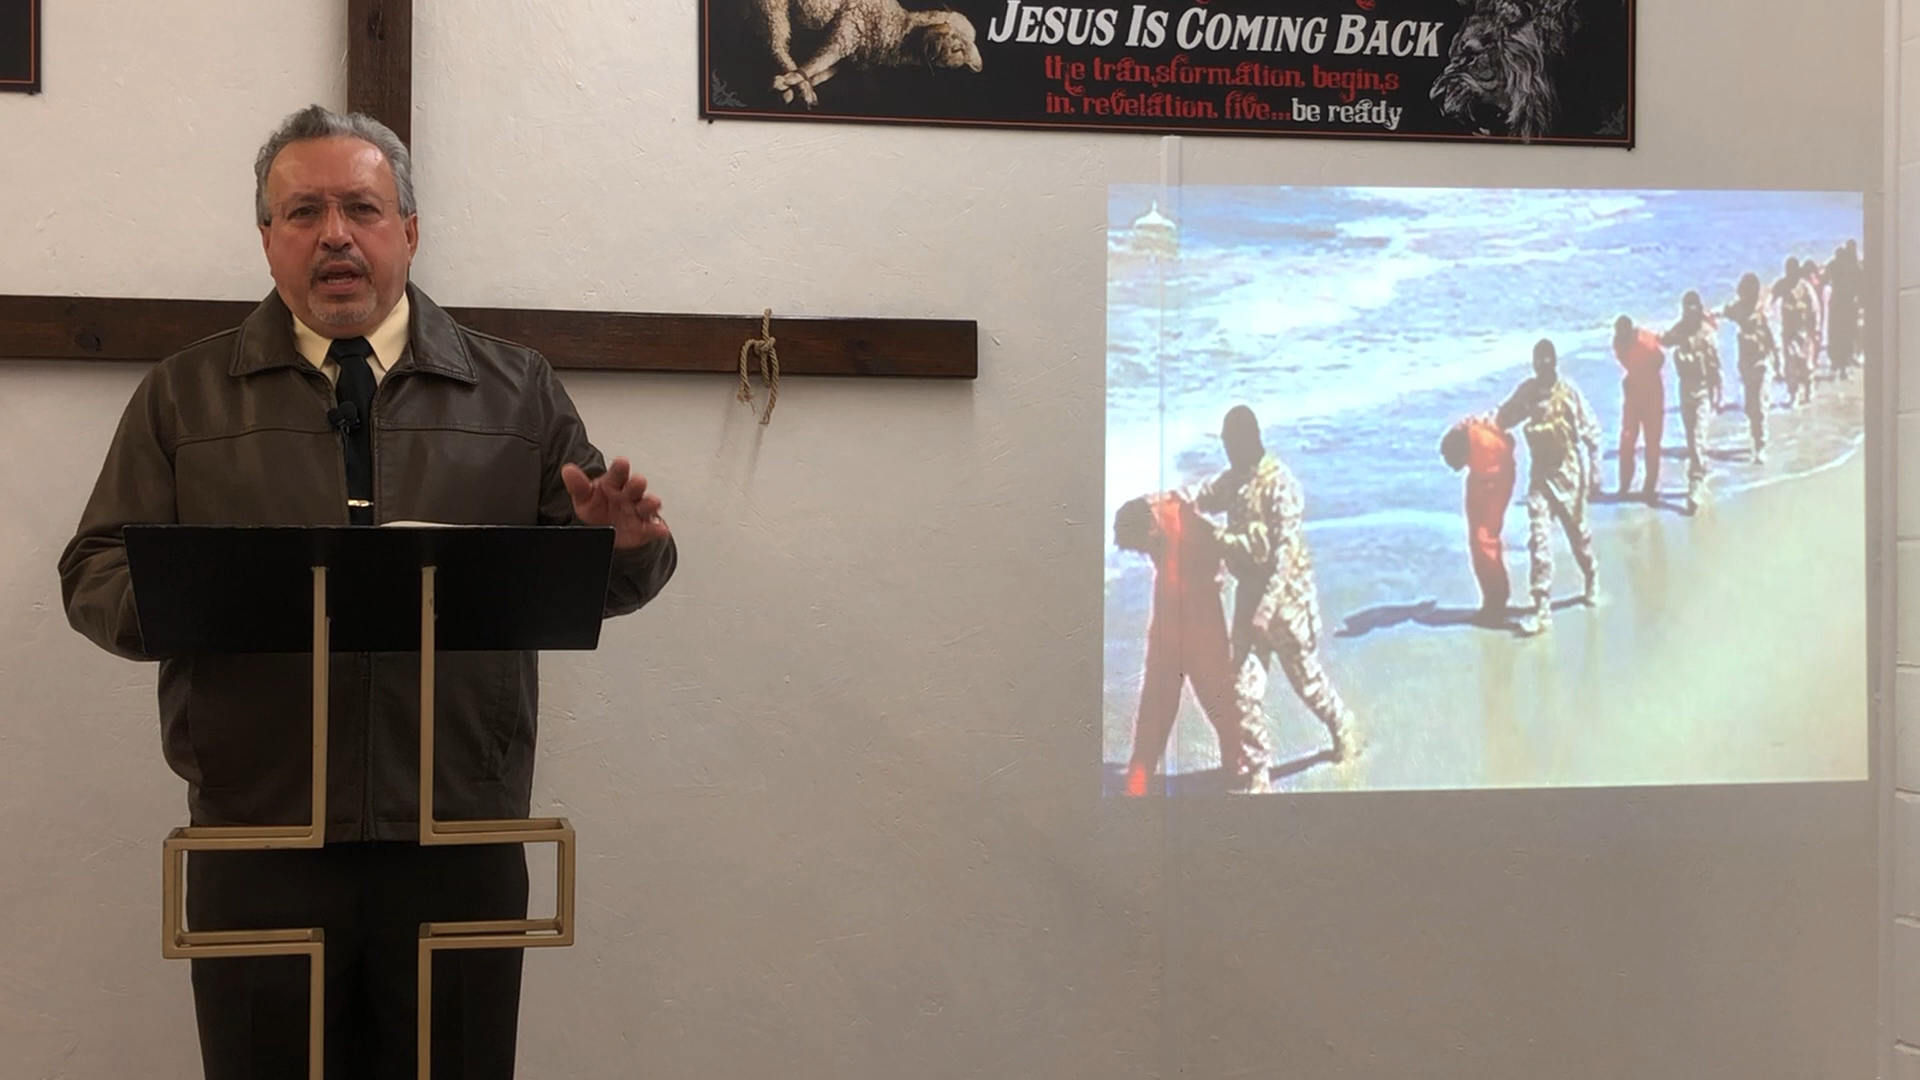 JESUS IS COMING BACK
the transformation begins
in revelation five...be ready